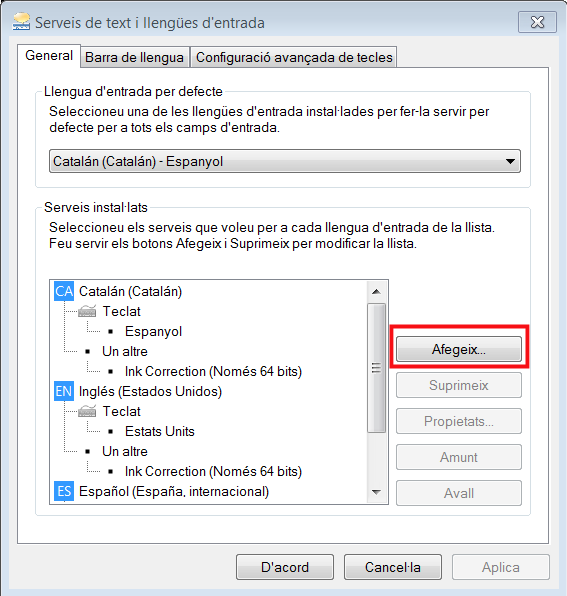 Serveis de text i llengües d'entrada
General
Barra de llengua
Configuració avançada de tecles
Llengua d'entrada per defecte
Seleccioneu una de les llengües d'entrada instal·lades per fer-la servir per
defecte per a tots els camps d'entrada.
Catalán (Catalán) - Espanyol
Serveis instal·lats
Seleccioneu els serveis que voleu per a cada llengua d'entrada de la llista.
Feu servir els botons Afegeix i Suprimeix per modificar la llista.
CA Catalán (Catalán)
Teclat
Espanyol
Un altre
Ink Correction (Només 64 bits)
EN Inglés (Estados Unidos)
Teclat
Estats Units
Un altre
Ink Correction (Només 64 bits)
ES Español (España, internacional)
Afegeix...
Suprimeix
Propietats...
Amunt
Avall
D'acord
Cancel·la
Aplica